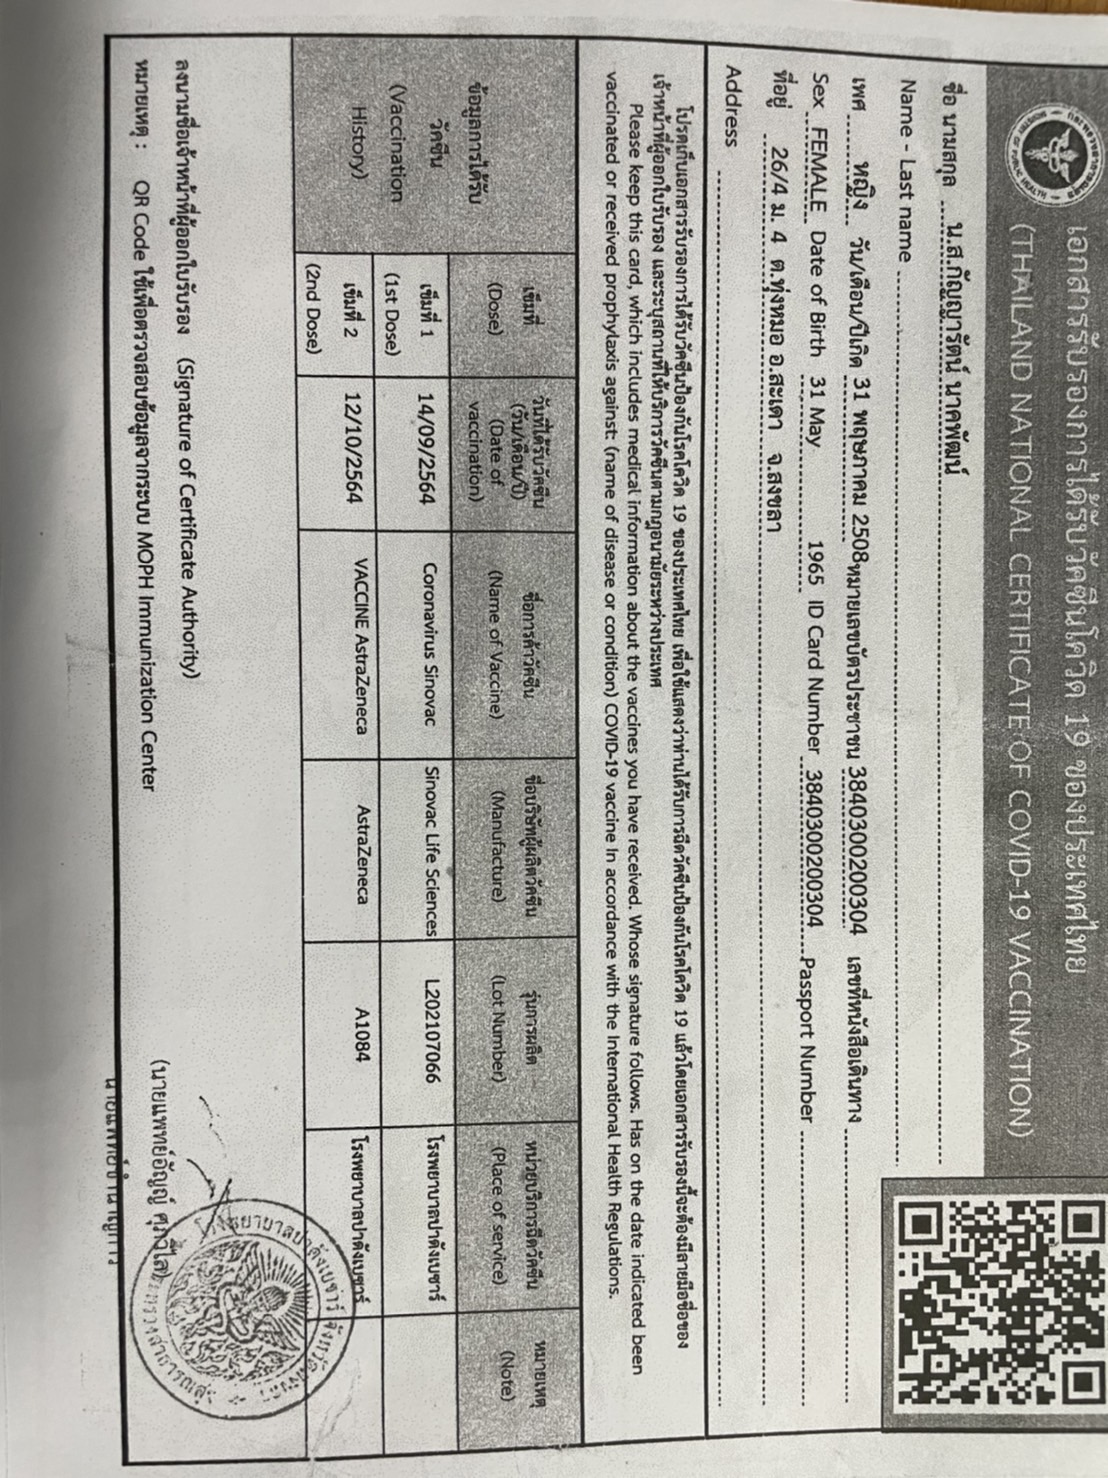 เอกสารรับรองการได้รับวัคซีนโควิด 19 ของประเทศไทย
(THAILAND NATIONAL CERTIFICATE OF COVID-19 VACCINATION)
กระทรวงสาธารณสุข
MINISTRY OF PUBLIC HEALTH
ชื่อ นามสกุล น.ส.กัญญารัตน์ นาคพัฒน์
Name - Last name
เพศ หญิง วัน/เดือน/ปีเกิด 31 พฤษภาคม 2508 หมายเลขบัตรประชาชน 3840300200304 เลขที่หนังสือเดินทาง
Sex FEMALE Date of Birth 31 May 1965 ID Card Number 3840300200304 Passport Number
ที่อยู่ 26/4 ม. 4 ต.ทุ่งหมอ อ.สะเดา จ.สงขลา
Address
โปรดเก็บเอกสารรับรองการได้รับวัคซีนป้องกันโรคโควิด 19 ของประเทศไทย เพื่อใช้แสดงว่าท่านได้รับการฉีดวัคซีนป้องกันโรคโควิด 19 แล้วโดยเอกสารรับรองนี้จะต้องมีลายมือชื่อของ
เจ้าหน้าที่ผู้ออกใบรับรอง และระบุสถานที่ให้บริการวัคซีนตามกฎอนามัยระหว่างประเทศ
Please keep this card, which includes medical information about the vaccines you have received. Whose signature follows. Has on the date indicated been
vaccinated or received prophylaxis against: (name of disease or condition) COVID-19 vaccine In accordance with the International Health Regulations.
ข้อมูลการได้รับ
วัคซีน
(Vaccination
History)
เข็มที่
(Dose)
วันที่ได้รับวัคซีน
(วัน/เดือน/ปี)
(Date of
vaccination)
ชื่อการค้าวัคซีน
(Name of Vaccine)
ชื่อบริษัทผู้ผลิตวัคซีน
(Manufacture)
รุ่นการผลิต
(Lot Number)
หน่วยบริการฉีดวัคซีน
(Place of service)
หมายเหตุ
(Note)
เข็มที่ 1 14/09/2564 Coronavirus Sinovac Sinovac Life Sciences L202107066 โรงพยาบาลปาดังเบซาร์
(1st Dose)
เข็มที่ 2 12/10/2564 VACCINE AstraZeneca AstraZeneca A1084 โรงพยาบาลปาดังเบซาร์
(2nd Dose)
โรงพยาบาลปาดังเบซาร์ จังหวัดสงขลา
กระทรวงสาธารณสุข
ลงนามชื่อเจ้าหน้าที่ผู้ออกใบรับรอง (Signature of Certificate Authority)
(นายแพทย์อัญญ์ ศุภวิไล)
หมายเหตุ : QR Code ใช้เพื่อตรวจสอบข้อมูลจากระบบ MOPH Immunization Center
นายแพทย์ชำนาญการ